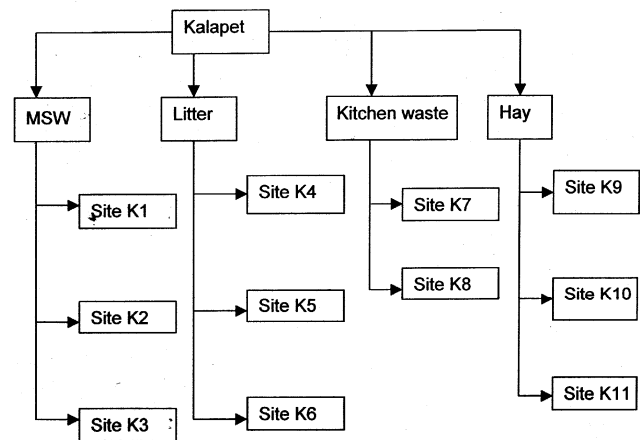 Kalapet
MSW
Litter
Kitchen waste
Hay
Site K1
Site K2
Site K3
Site K4
Site K5
Site K6
Site K7
Site K8
Site K9
Site K10
Site K11